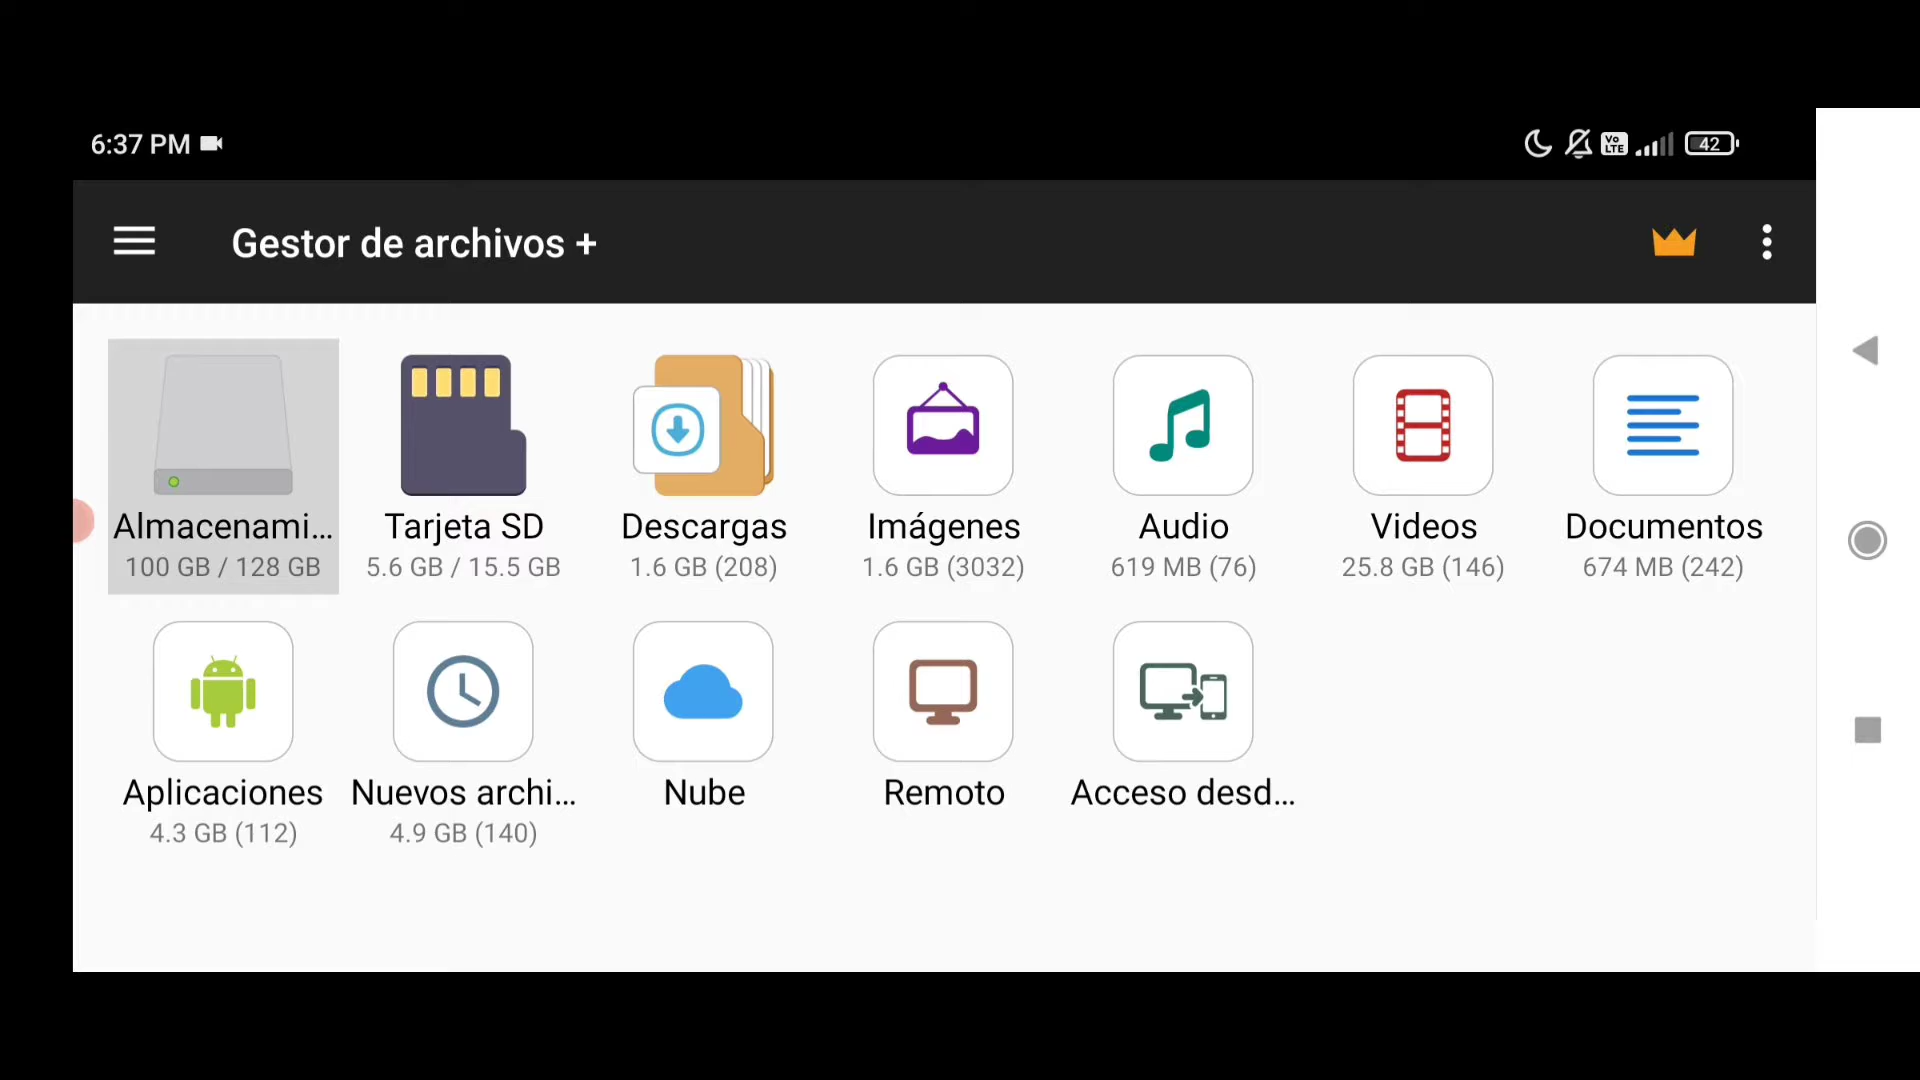 6:37 PM
Vo LTE
42
Gestor de archivos +
Almacenami...
100 GB / 128 GB
Tarjeta SD
5.6 GB / 15.5 GB
Descargas
1.6 GB (208)
Imágenes
1.6 GB (3032)
Audio
619 MB (76)
Videos
25.8 GB (146)
Documentos
674 MB (242)
Aplicaciones
4.3 GB (112)
Nuevos archi...
4.9 GB (140)
Nube
Remoto
Acceso desd...